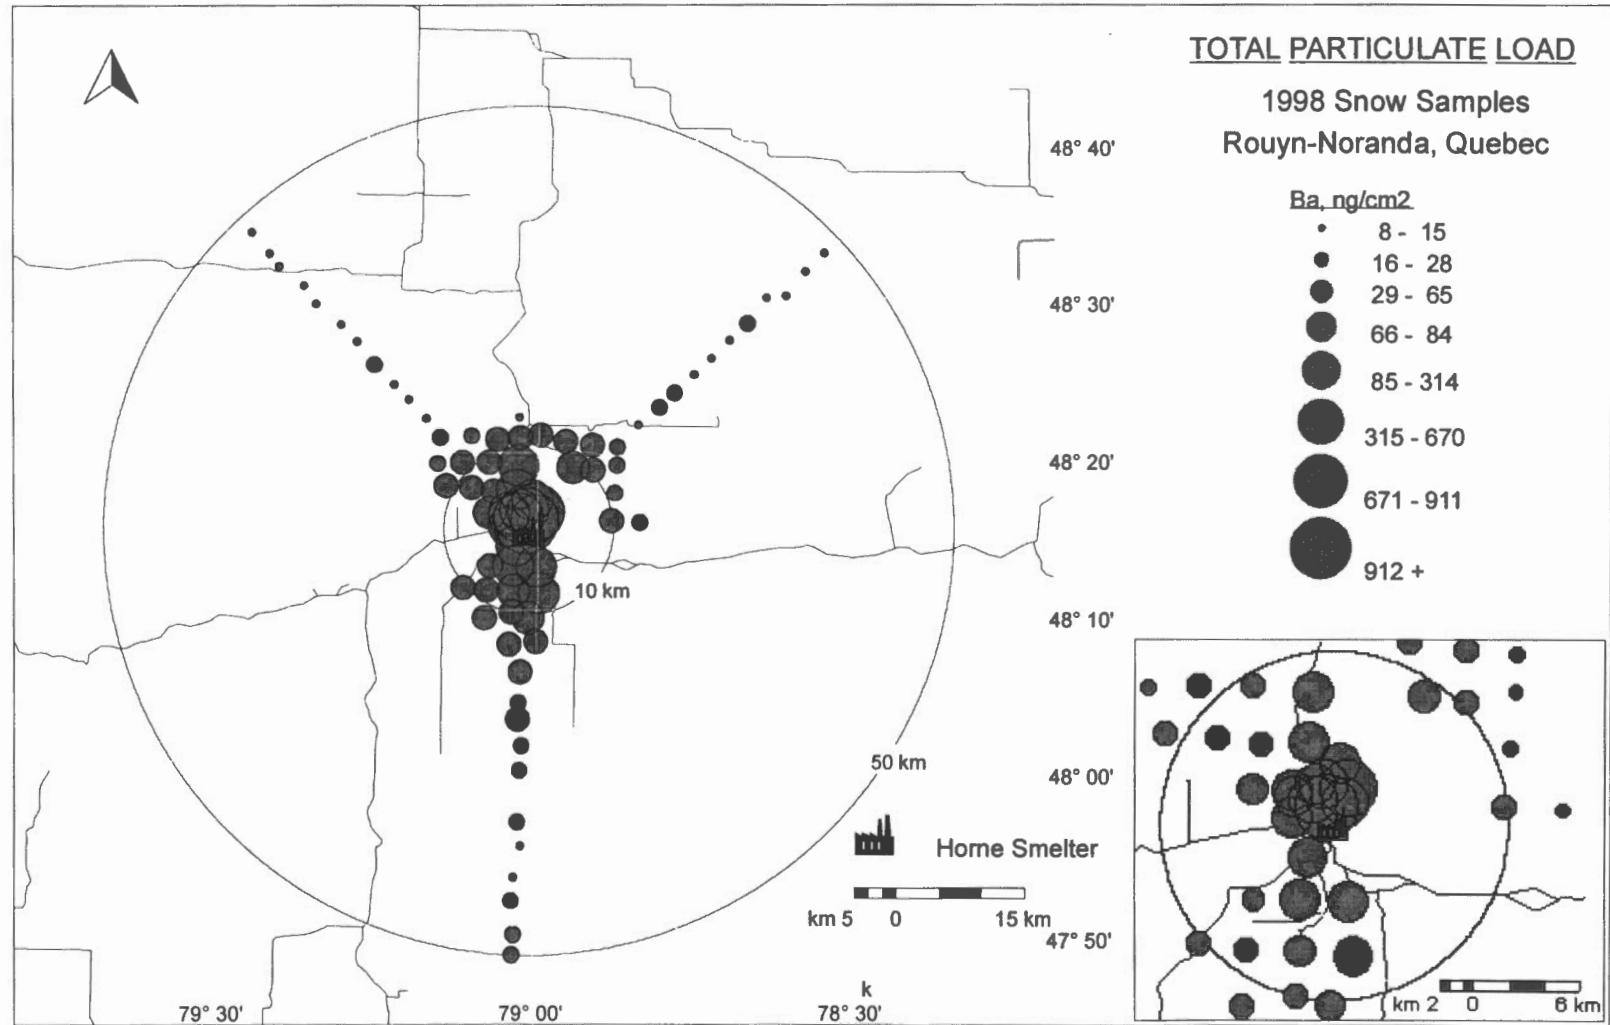 TOTAL PARTICULATE LOAD
1998 Snow Samples
Rouyn-Noranda, Quebec
Ba, ng/cm2
8 - 15
16 - 28
29 - 65
66 - 84
85 - 314
315 - 670
671 - 911
912 +
48° 40'
48° 30'
48° 20'
48° 10'
48° 00'
47° 50'
10 km
50 km
Horne Smelter
km 5 0 15 km
k
79° 30' 79° 00' 78° 30'
km 2 0 6 km